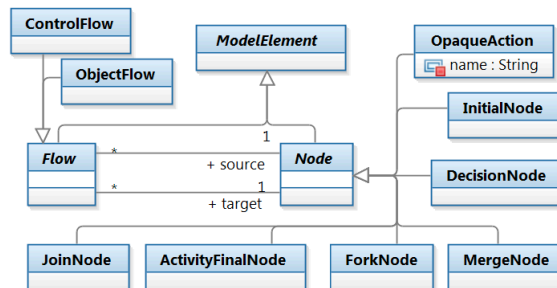 ControlFlow
ModelElement
OpaqueAction
name : String
ObjectFlow
InitialNode
1
*
Flow
+ source
Node
DecisionNode
*
1
+ target
JoinNode
ActivityFinalNode
ForkNode
MergeNode